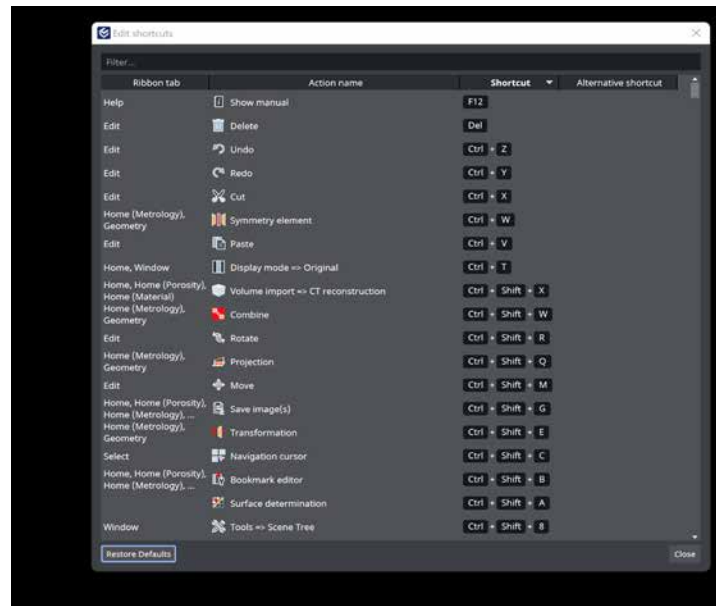 Edit shortcuts
Filter...
Ribbon tab Action name Shortcut Alternative shortcut
Help Show manual F12
Edit Delete Del
Edit Undo Ctrl + Z
Edit Redo Ctrl + Y
Edit Cut Ctrl + X
Home (Metrology), Geometry Symmetry element Ctrl + W
Edit Paste Ctrl + V
Home, Window Display mode => Original Ctrl + T
Home, Home (Porosity), Home (Material) Volume import => CT reconstruction Ctrl + Shift + X
Home (Metrology), Geometry Combine Ctrl + Shift + W
Edit Rotate Ctrl + Shift + R
Home (Metrology), Geometry Projection Ctrl + Shift + Q
Edit Move Ctrl + Shift + M
Home, Home (Porosity), Home (Metrology), ... Save image(s) Ctrl + Shift + G
Home (Metrology), Geometry Transformation Ctrl + Shift + E
Select Navigation cursor Ctrl + Shift + C
Home, Home (Porosity), Home (Metrology), ... Bookmark editor Ctrl + Shift + B
Surface determination Ctrl + Shift + A
Window Tools => Scene Tree Ctrl + Shift + 8
Restore Defaults Close